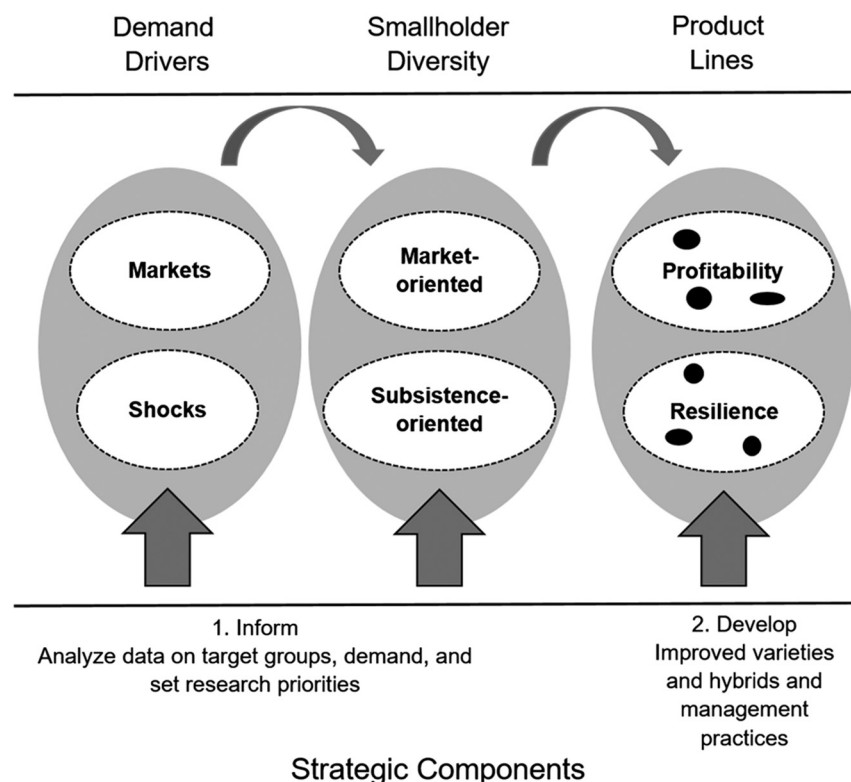 Demand
Drivers
Smallholder
Diversity
Product
Lines
Markets
Shocks
Market-
oriented
Subsistence-
oriented
Profitability
Resilience
1. Inform
Analyze data on target groups, demand, and
set research priorities
2. Develop
Improved varieties
and hybrids and
management
practices
Strategic Components